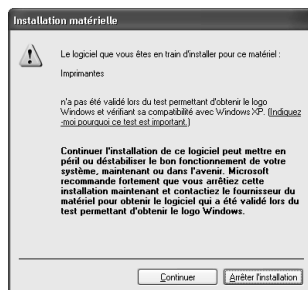 Installation matérielle
Le logiciel que vous êtes en train d'installer pour ce matériel :
Imprimantes
n'a pas été validé lors du test permettant d'obtenir le logo
Windows et vérifiant sa compatibilité avec Windows XP. (Indiquez
-moi pourquoi ce test est important.)
Continuer l'installation de ce logiciel peut mettre en
péril ou déstabiliser le bon fonctionnement de votre
système, maintenant ou dans l'avenir. Microsoft
recommande fortement que vous arrêtiez cette
installation maintenant et contactiez le fournisseur du
matériel pour obtenir le logiciel qui a été validé lors du
test permettant d'obtenir le logo Windows.
Continuer
Arrêter l'installation